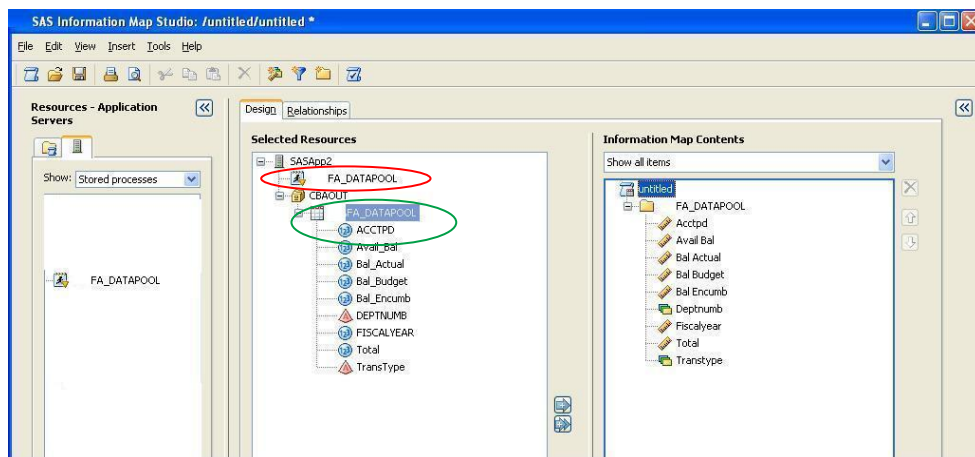 SAS Information Map Studio: /untitled/untitled *
File Edit View Insert Tools Help
Resources - Application Servers
Show: Stored processes
FA_DATAPOOL
Design Relationships
Selected Resources
SASApp2
FA_DATAPOOL
CBAOUT
FA_DATAPOOL
ACCTPD
Avail_Bal
Bal_Actual
Bal_Budget
Bal_Encumb
DEPTNUMB
FISCALYEAR
Total
TransType
Information Map Contents
Show all items
untitled
FA_DATAPOOL
Acctpd
Avail Bal
Bal Actual
Bal Budget
Bal Encumb
Deptnumb
Fiscalyear
Total
Transtype